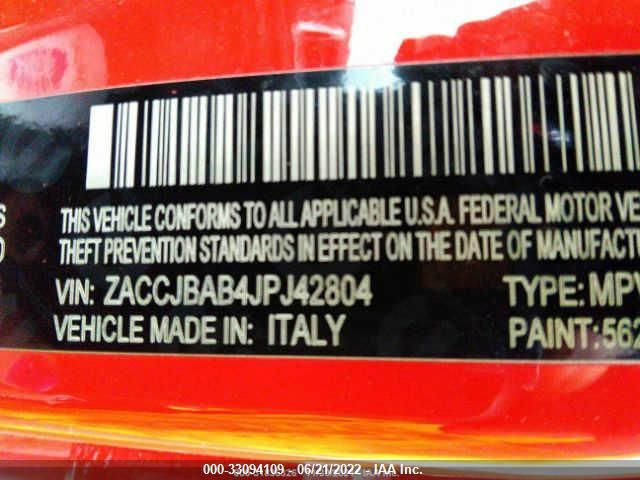 THIS VEHICLE CONFORMS TO ALL APPLICABLE U.S.A. FEDERAL MOTOR VE
THEFT PREVENTION STANDARDS IN EFFECT ON THE DATE OF MANUFACTUR
VIN: ZACCJBAB4JPJ42804 TYPE: MPV
VEHICLE MADE IN: ITALY PAINT: 562
000-33094109 - 06/21/2022 - IAA Inc.